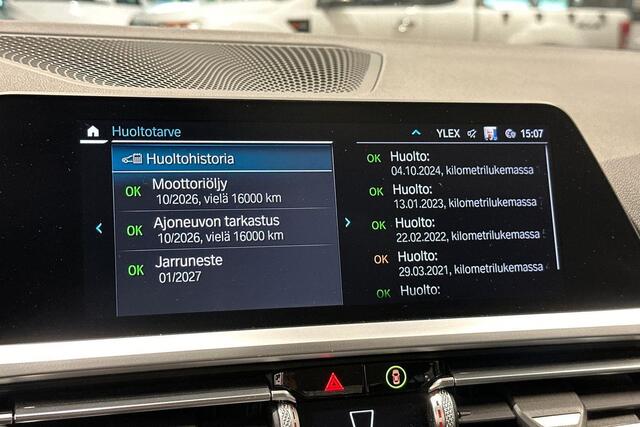 Huoltotarve
YLEX 15:07
Huoltohistoria
OK Moottoriöljy
10/2026, vielä 16000 km
OK Ajoneuvon tarkastus
10/2026, vielä 16000 km
OK Jarruneste
01/2027
OK Huolto:
04.10.2024, kilometrilukemassa
OK Huolto:
13.01.2023, kilometrilukemassa
OK Huolto:
22.02.2022, kilometrilukemassa
OK Huolto:
29.03.2021, kilometrilukemassa
OK Huolto: